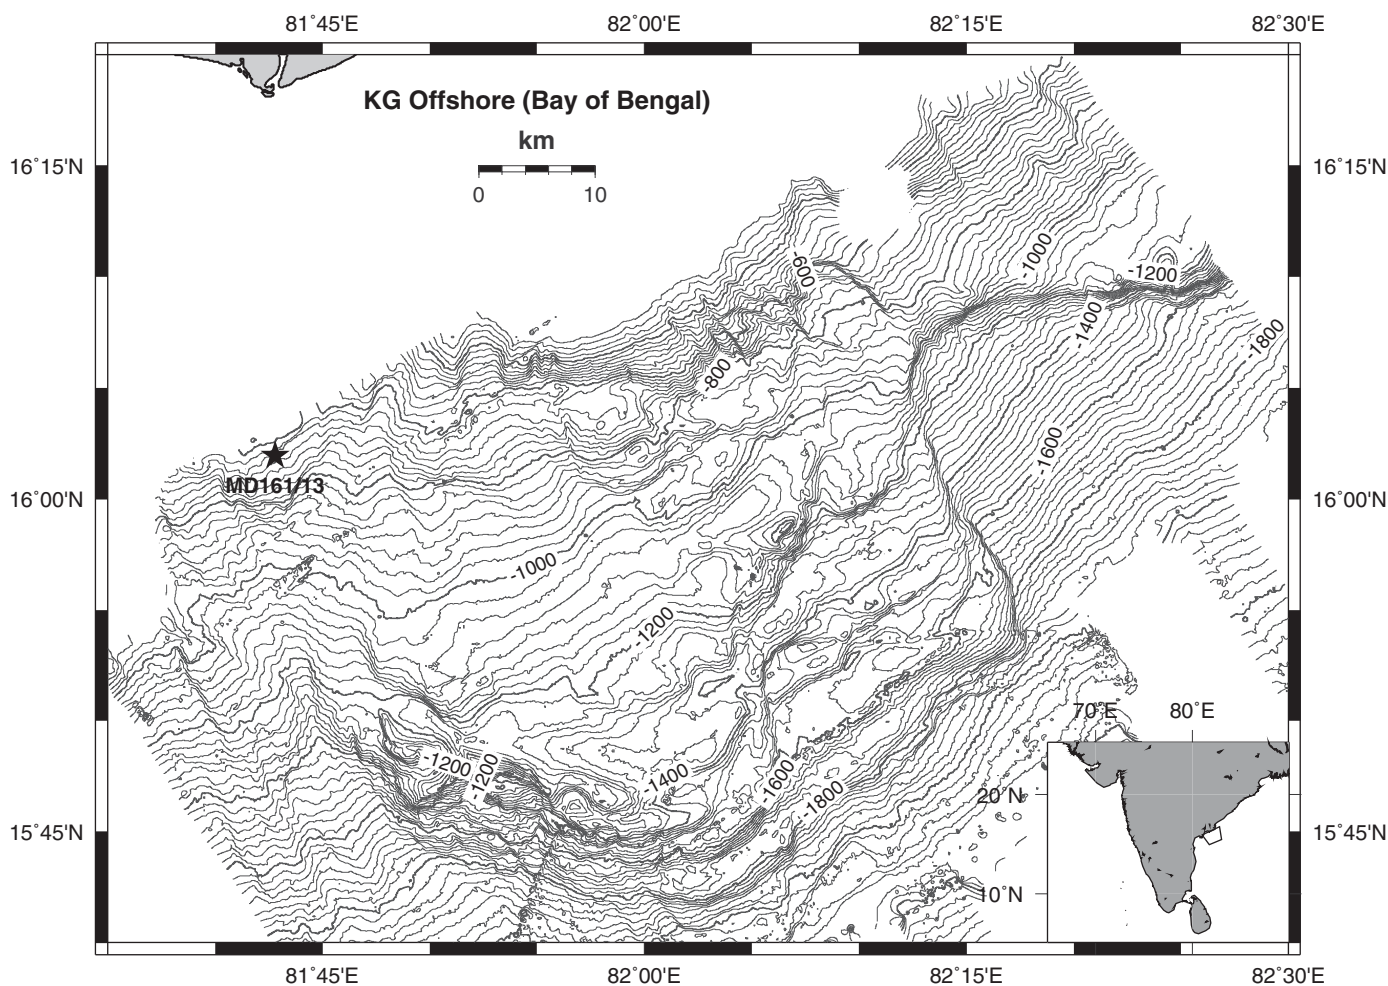 81˚45'E 82˚00'E 82˚15'E 82˚30'E
KG Offshore (Bay of Bengal)
km
16˚15'N 16˚15'N
0 10
-1000
-600
-1200
-1400
-1800
-800
-1600
MD161/13
16˚00'N 16˚00'N
-1000
-1200
70˚E 80˚E
-1200
-1200
-1400
-1600
-1800
20˚N
15˚45'N 15˚45'N
10˚N
81˚45'E 82˚00'E 82˚15'E 82˚30'E